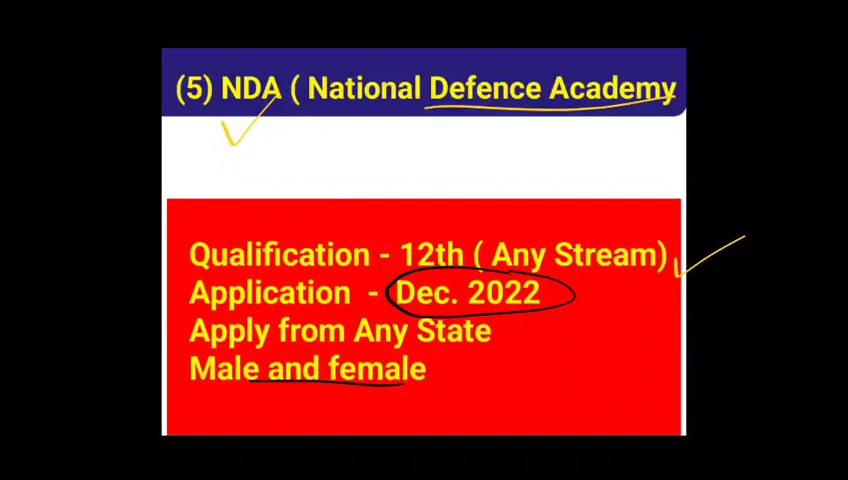 (5) NDA ( National Defence Academy
Qualification - 12th ( Any Stream)
Application - Dec. 2022
Apply from Any State
Male and female